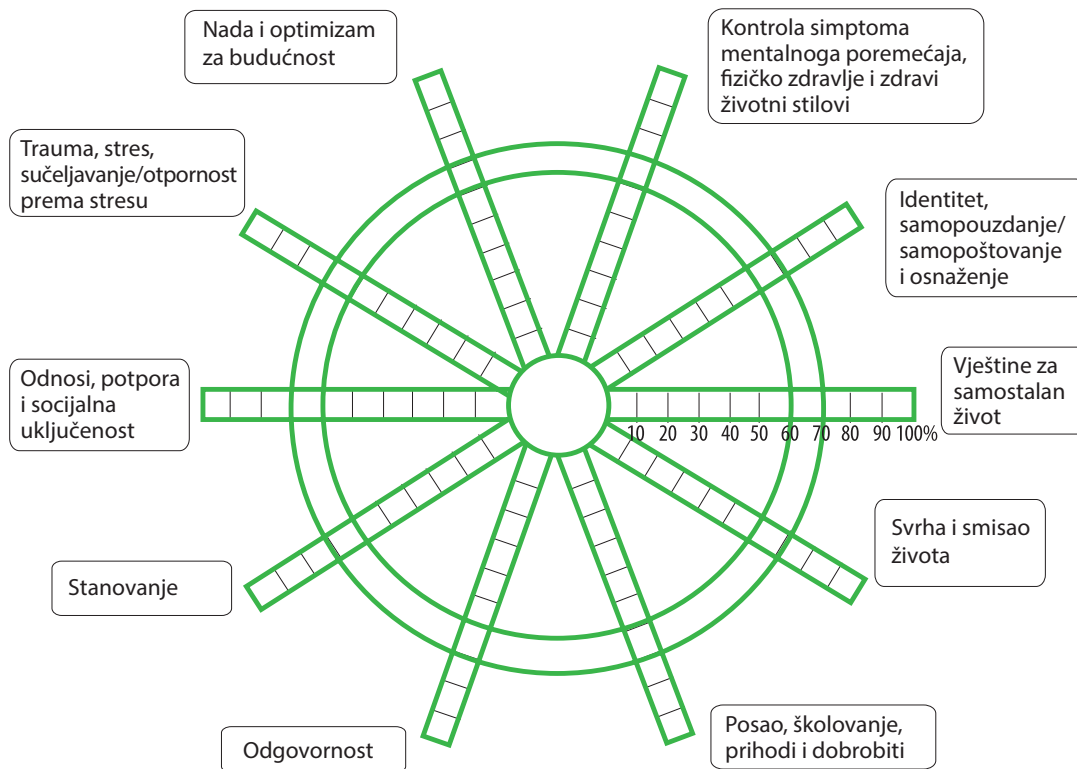 Nada i optimizam
za budućnost
Kontrola simptoma
mentalnoga poremećaja,
fizičko zdravlje i zdravi
životni stilovi
Trauma, stres,
sučeljavanje/otpornost
prema stresu
Identitet,
samopouzdanje/
samopoštovanje
i osnaženje
Odnosi, potpora
i socijalna
uključenost
Vještine za
samostalan
život
10 20 30 40 50 60 70 80 90 100%
Svrha i smisao
života
Stanovanje
Odgovornost
Posao, školovanje,
prihodi i dobrobiti